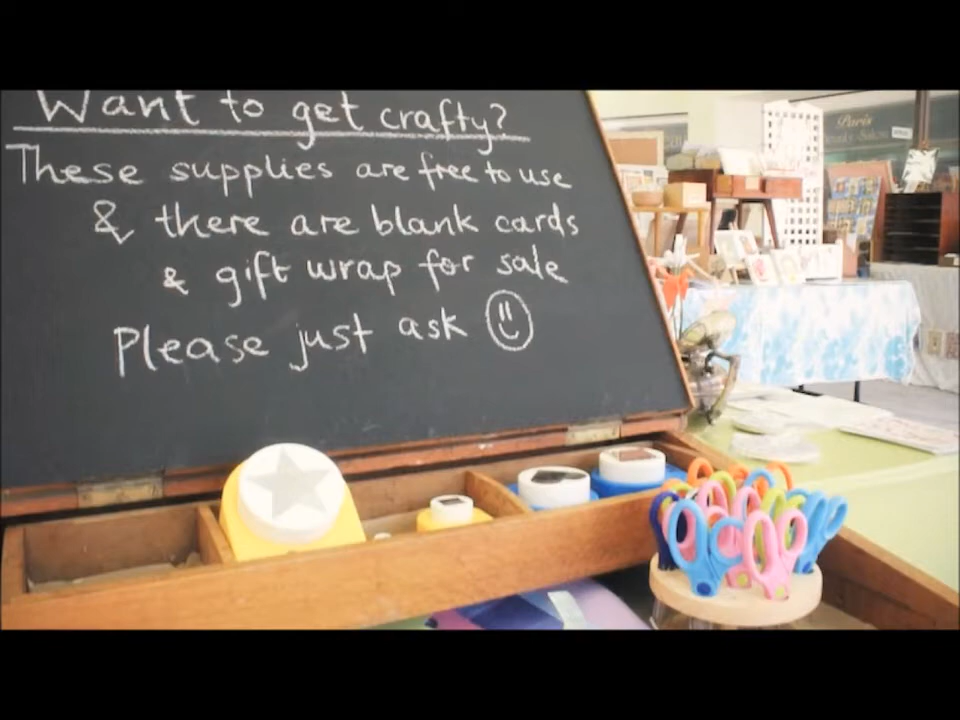 Want to get crafty?
These supplies are free to use
& there are blank cards
& gift wrap for sale
Please just ask
Paris